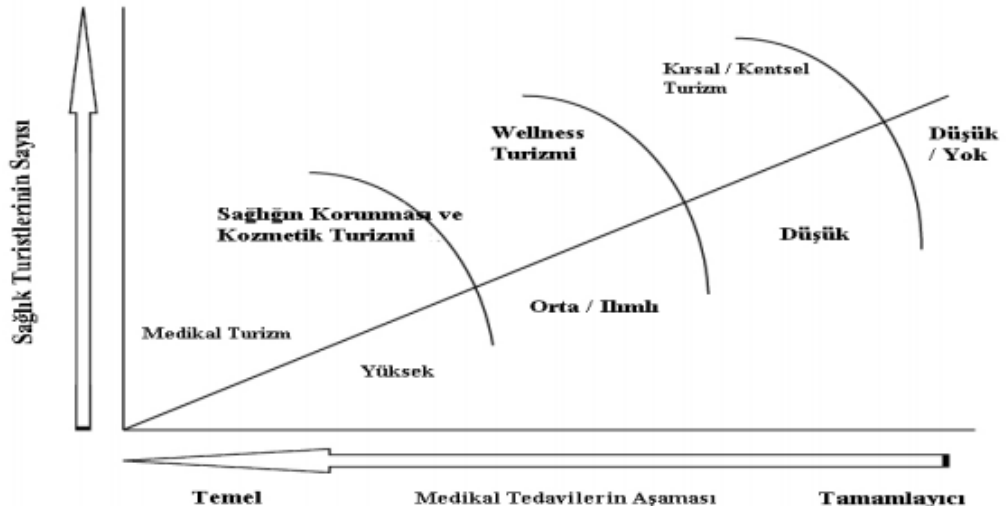 Sağlık Turistlerinin Sayısı
Kırsal / Kentsel
Turizm
Wellness
Turizmi
Düşük
/ Yok
Sağlığın Korunması ve
Kozmetik Turizmi
Düşük
Orta / Ilımlı
Medikal Turizm
Yüksek
Temel
Medikal Tedavilerin Aşaması
Tamamlayıcı